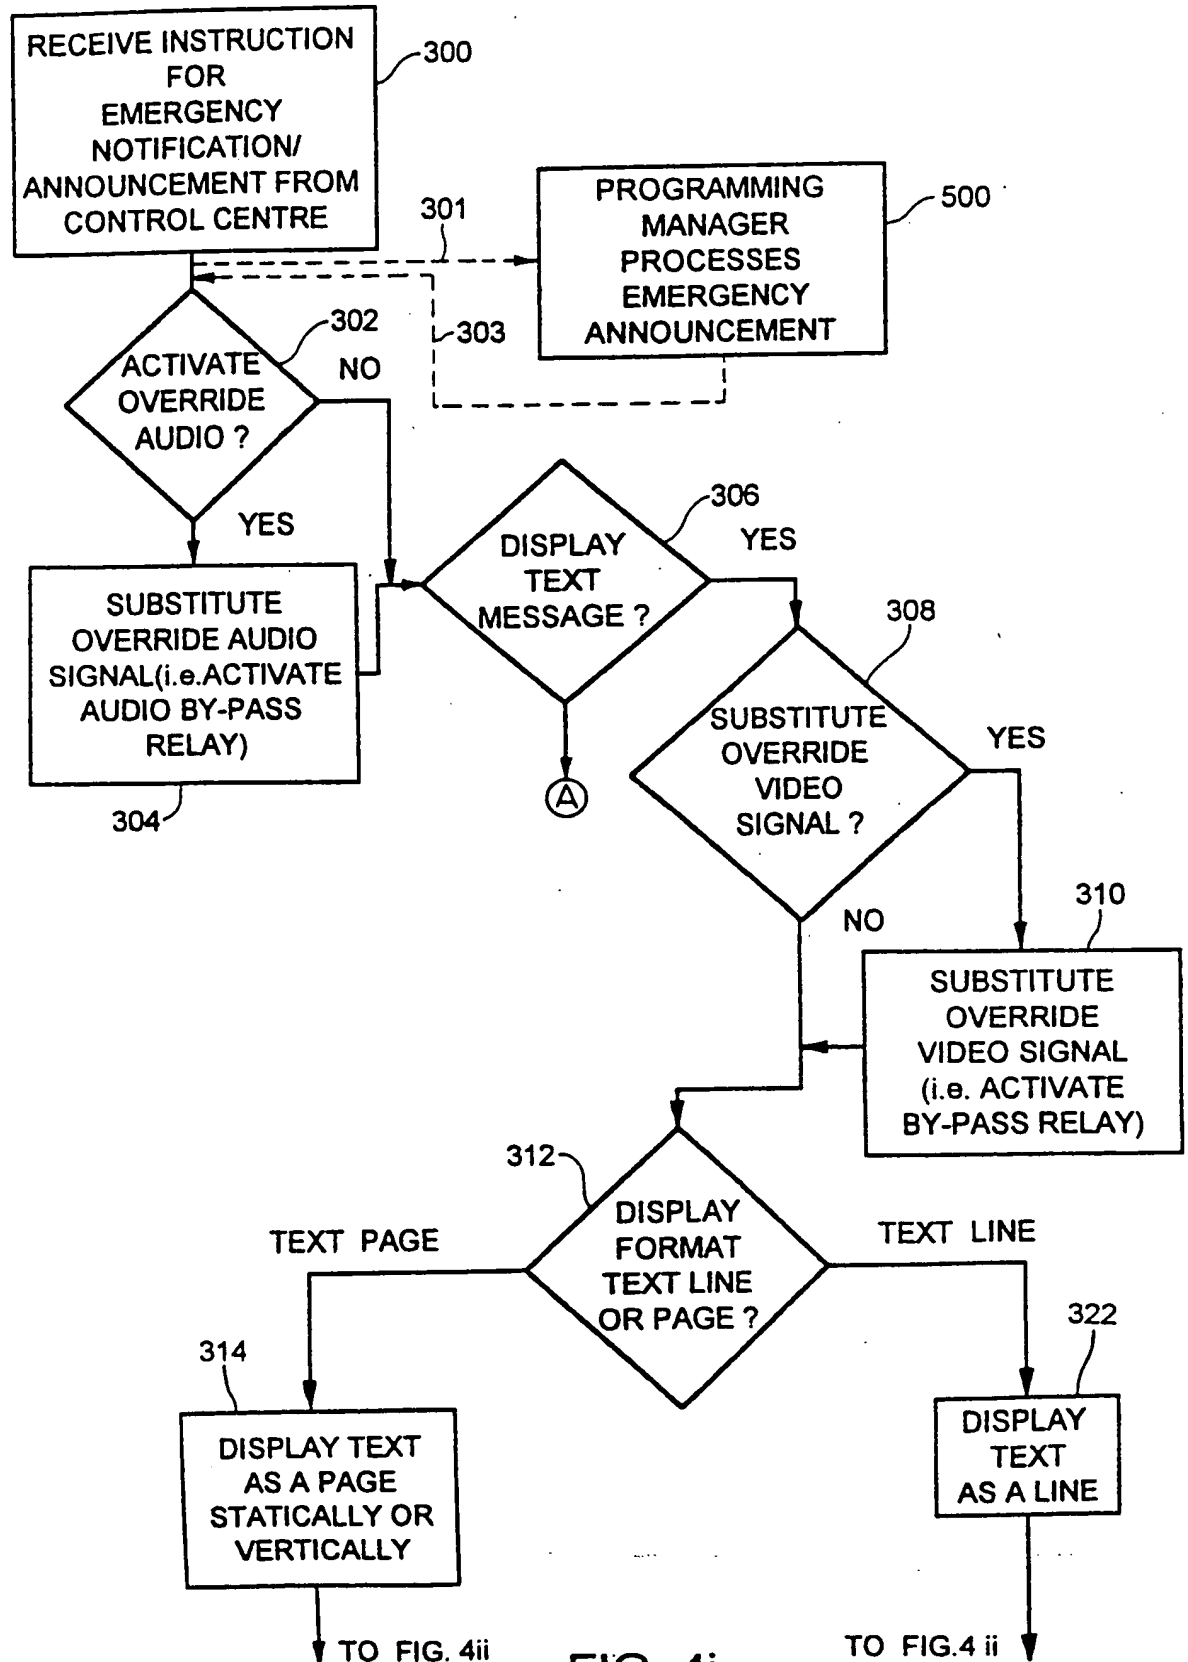 RECEIVE INSTRUCTION
FOR
EMERGENCY
NOTIFICATION/
ANNOUNCEMENT FROM
CONTROL CENTRE
300
301
PROGRAMMING
MANAGER
PROCESSES
EMERGENCY
ANNOUNCEMENT
500
303
302
ACTIVATE
OVERRIDE
AUDIO ?
NO
YES
SUBSTITUTE
OVERRIDE AUDIO
SIGNAL(i.e.ACTIVATE
AUDIO BY-PASS
RELAY)
304
306
DISPLAY
TEXT
MESSAGE ?
YES
A
308
SUBSTITUTE
OVERRIDE
VIDEO
SIGNAL ?
YES
NO
310
SUBSTITUTE
OVERRIDE
VIDEO SIGNAL
(i.e. ACTIVATE
BY-PASS RELAY)
312
DISPLAY
FORMAT
TEXT LINE
OR PAGE ?
TEXT PAGE
TEXT LINE
314
DISPLAY TEXT
AS A PAGE
STATICALLY OR
VERTICALLY
322
DISPLAY
TEXT
AS A LINE
TO FIG. 4ii
TO FIG.4 ii
FIG. 4i